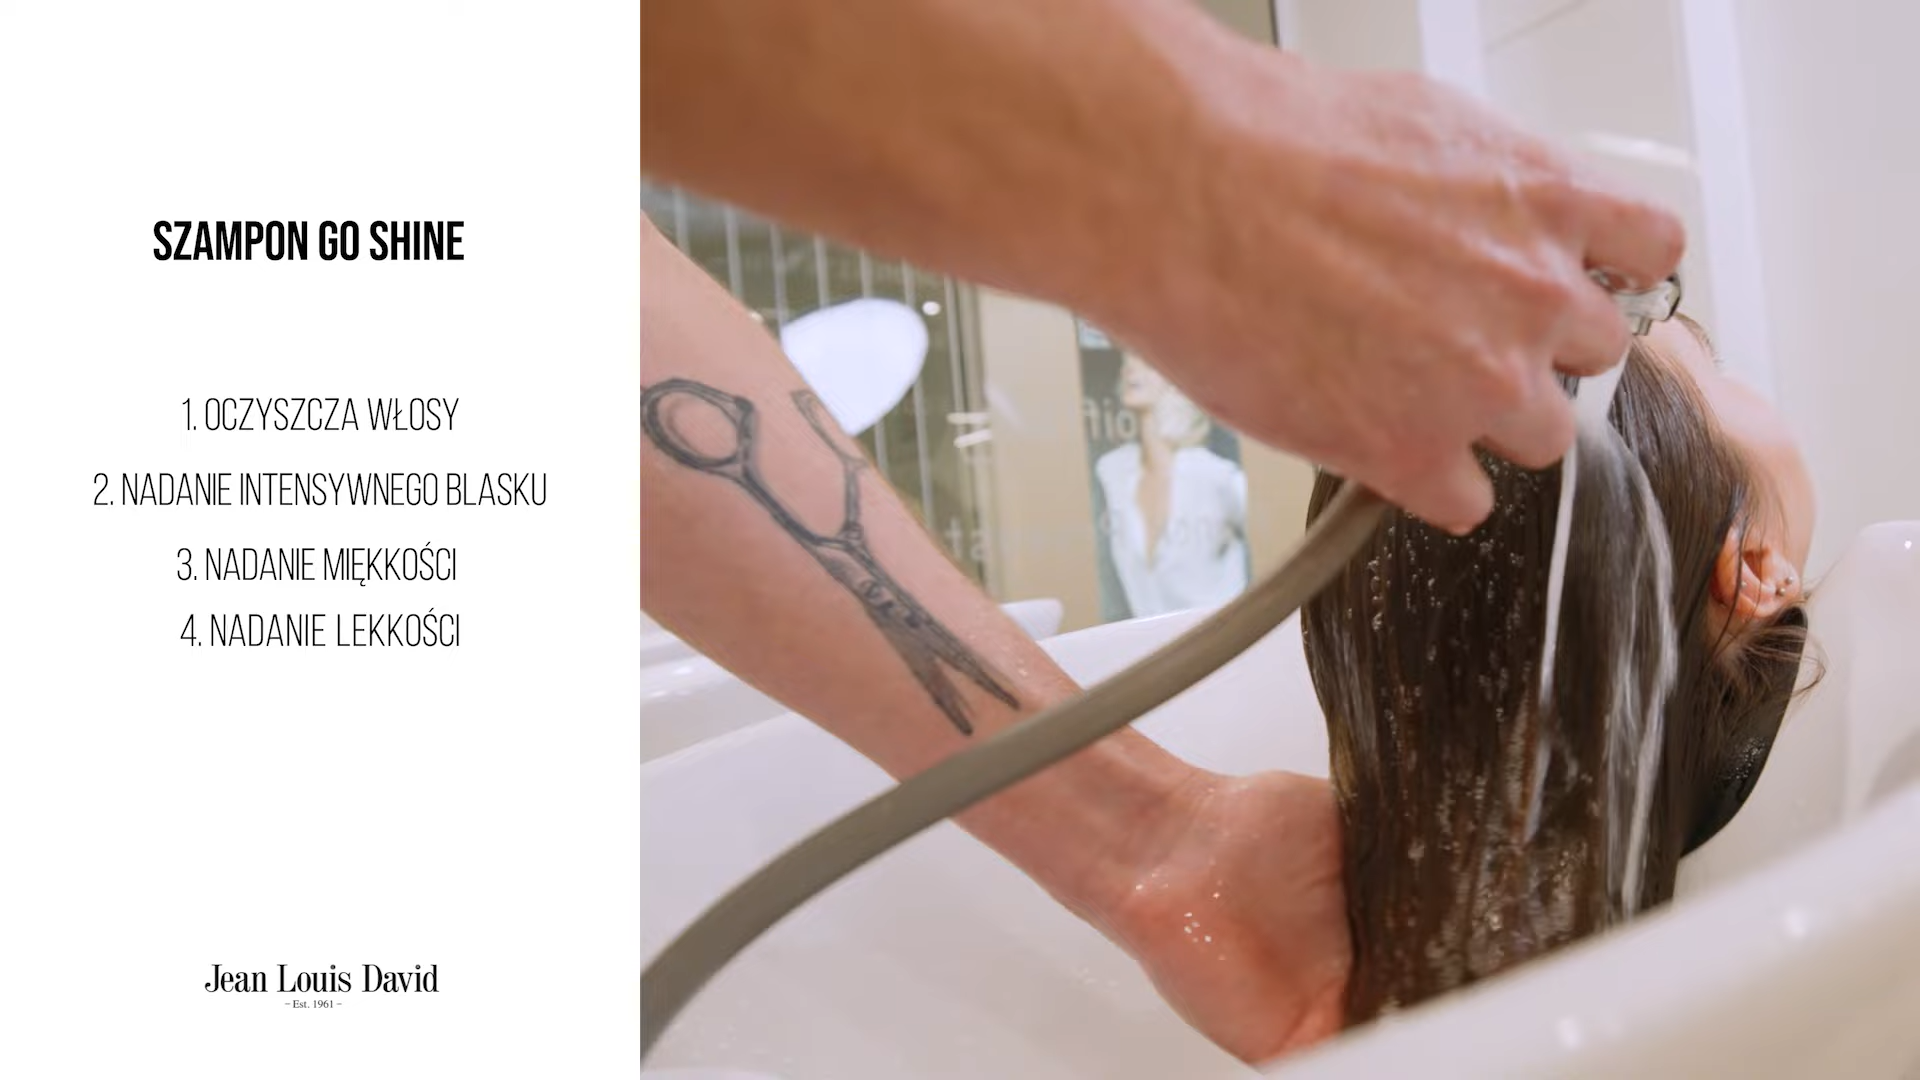 SZAMPON GO SHINE
1. OCZYSZCZA WŁOSY
2. NADANIE INTENSYWNEGO BLASKU
3. NADANIE MIĘKKOŚCI
4. NADANIE LEKKOŚCI
Jean Louis David
– Est. 1961 –